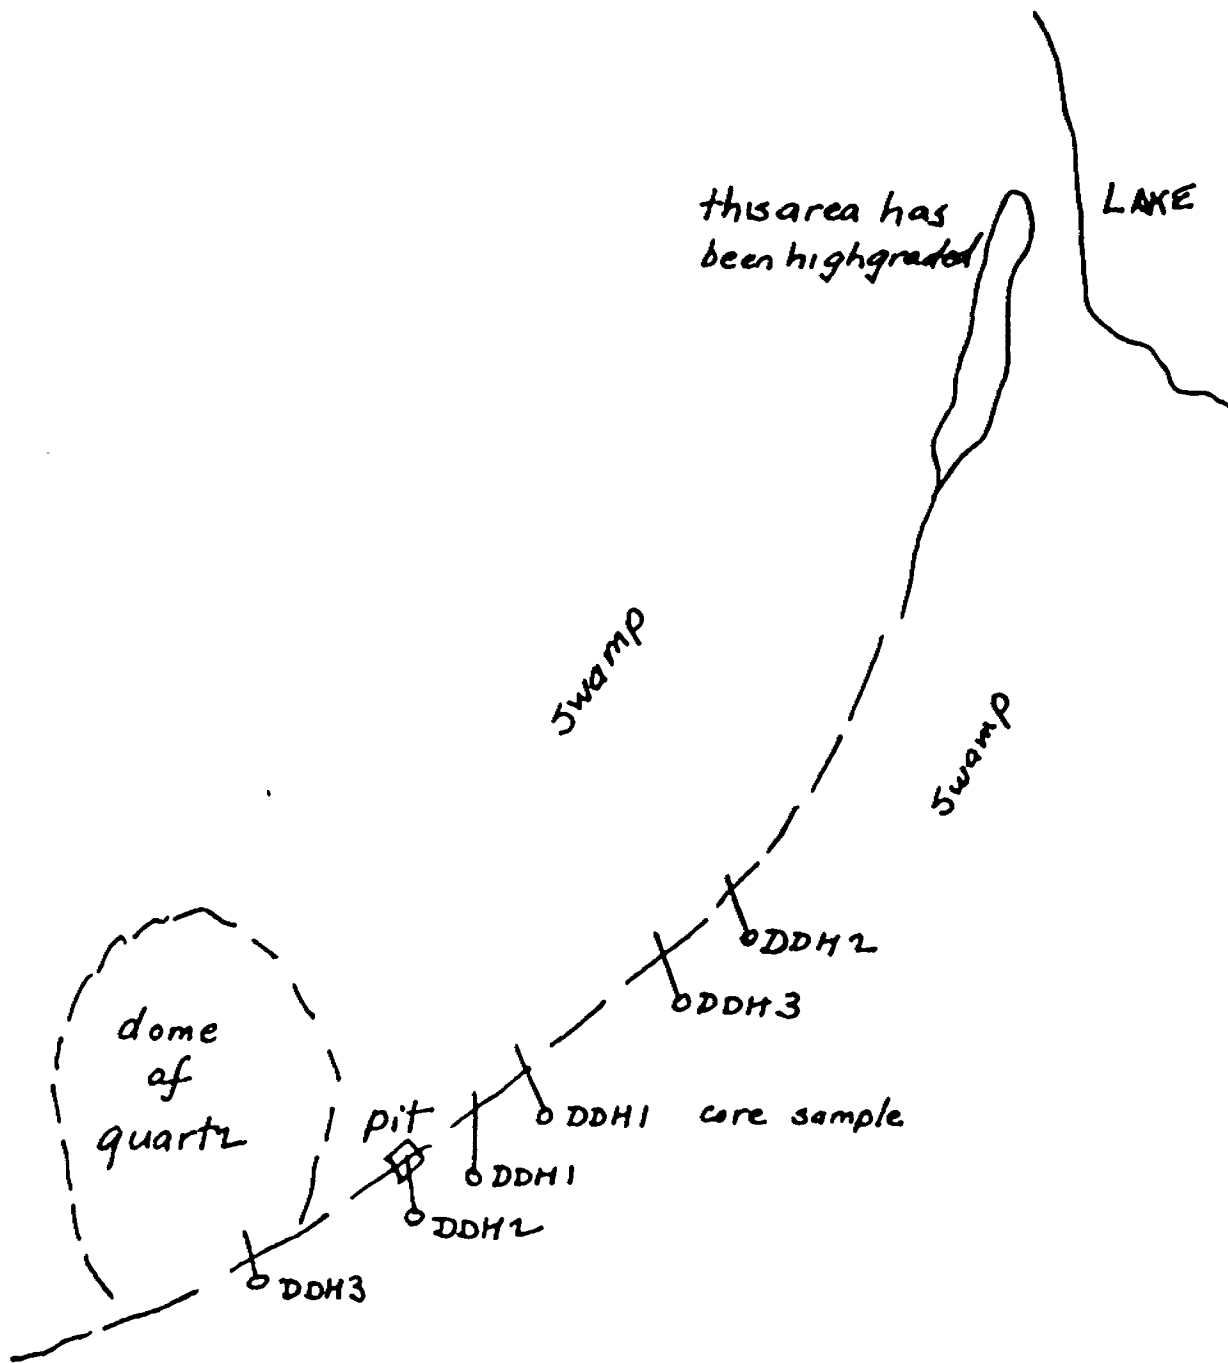 LAKE
this area has
been highgraded
Swamp
Swamp
DDH2
DDH3
dome
of
quartz
pit
DDH1 core sample
DDH1
DDH2
DDH3